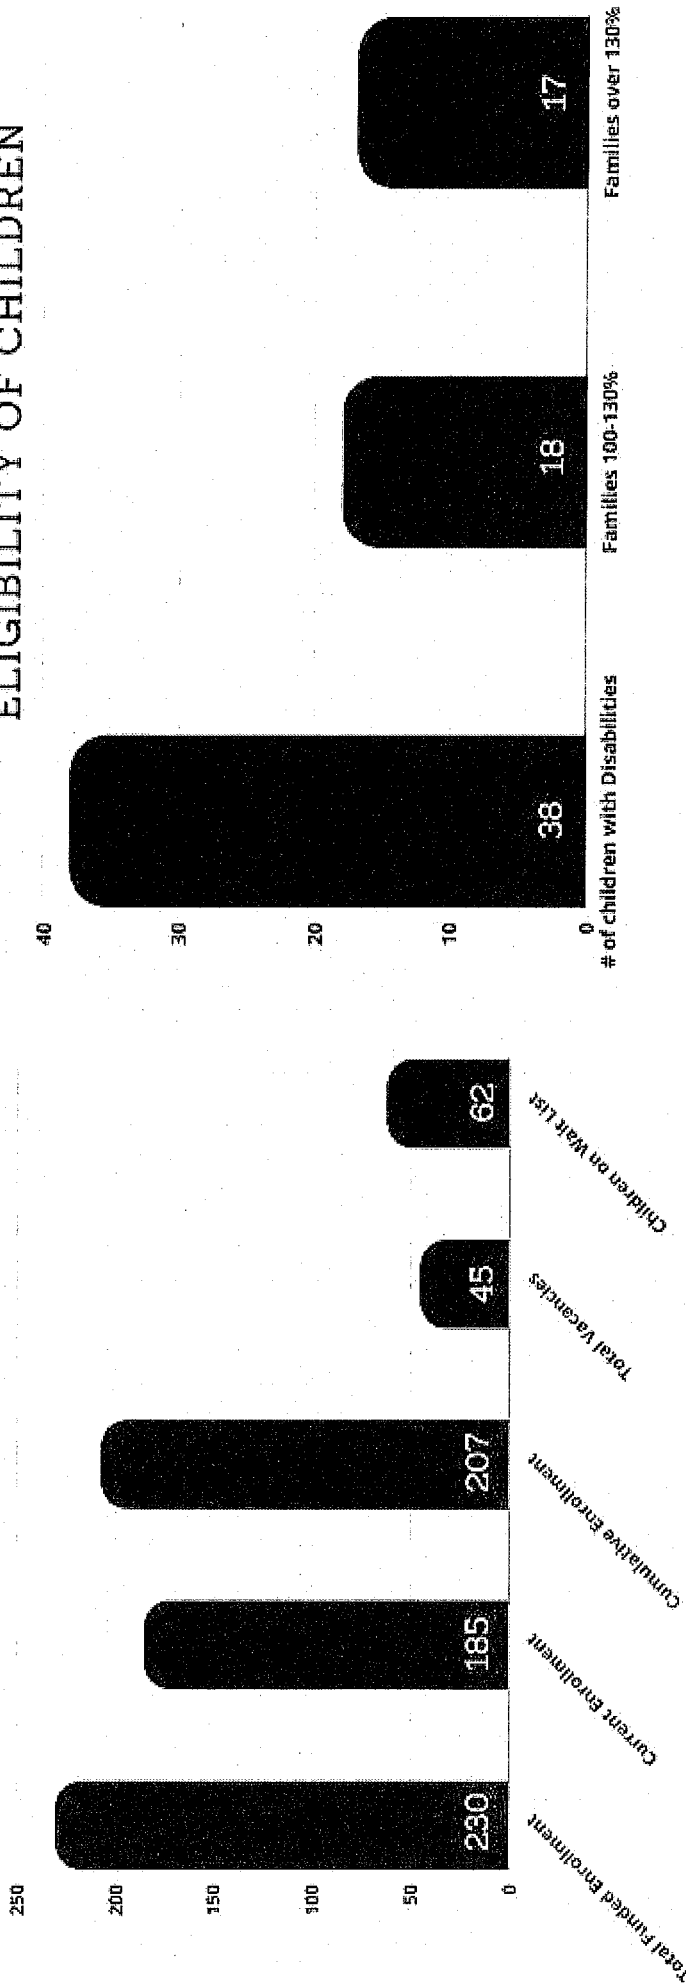 ELIGIBILITY OF CHILDREN
250
200
150
100
50
0
230
185
207
45
62
Total Funded Enrollment
Current Enrollment
Cumulative Enrollment
Total Vacancies
Children on Wait List
40
30
20
10
0
38
18
17
# of children with Disabilities
Families 100-130%
Families over 130%